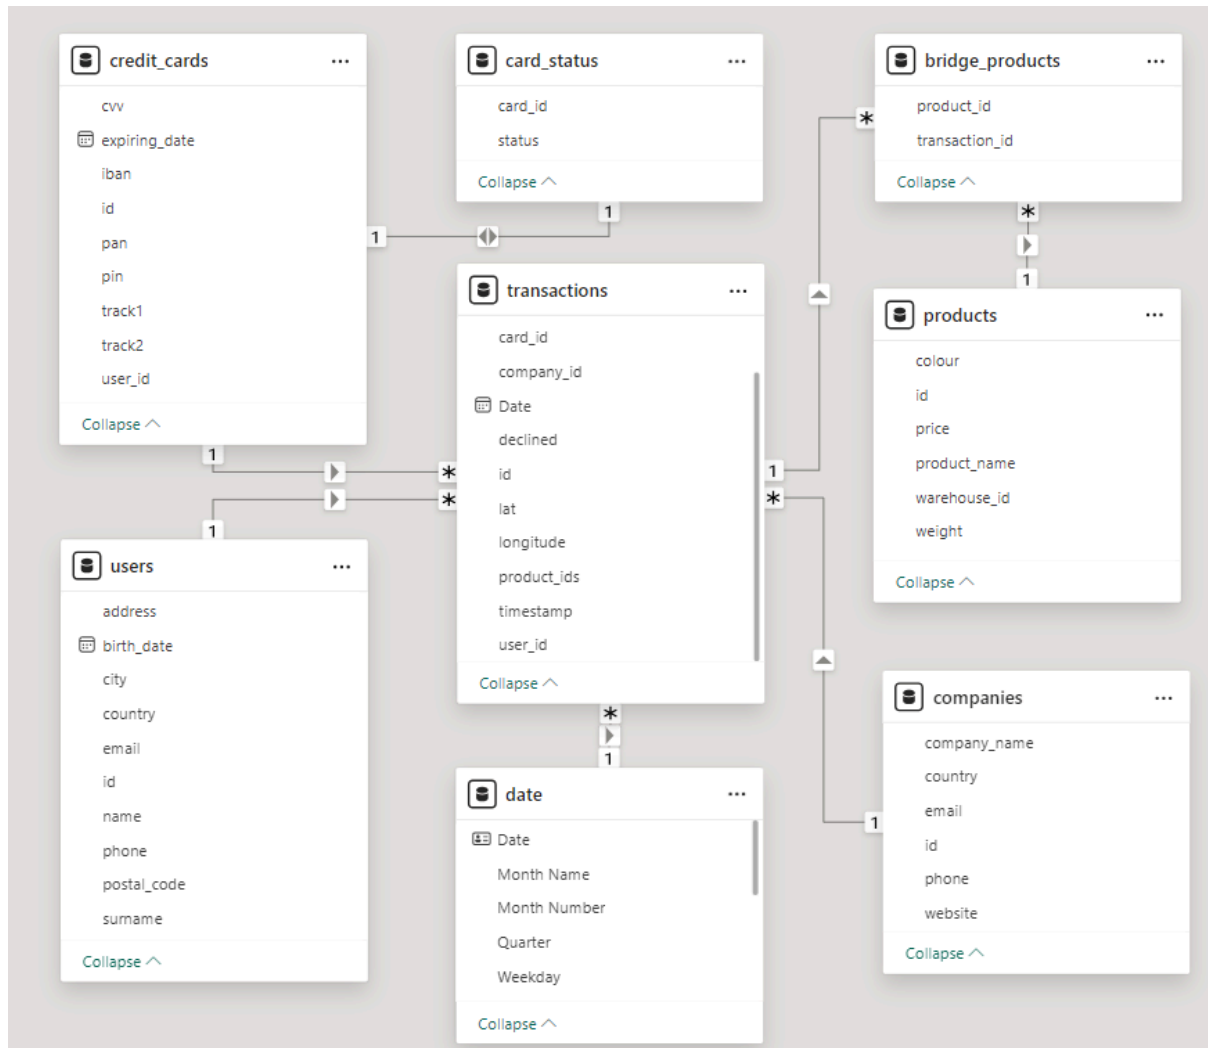 credit_cards
cvv
expiring_date
iban
id
pan
pin
track1
track2
user_id
Collapse
card_status
card_id
status
Collapse
bridge_products
product_id
transaction_id
Collapse
1
1
*
*
1
transactions
card_id
company_id
Date
declined
id
lat
longitude
product_ids
timestamp
user_id
Collapse
products
colour
id
price
product_name
warehouse_id
weight
Collapse
1
*
1
*
1
*
users
address
birth_date
city
country
email
id
name
phone
postal_code
surname
Collapse
*
1
date
Date
Month Name
Month Number
Quarter
Weekday
Collapse
companies
company_name
country
email
id
phone
website
Collapse
1